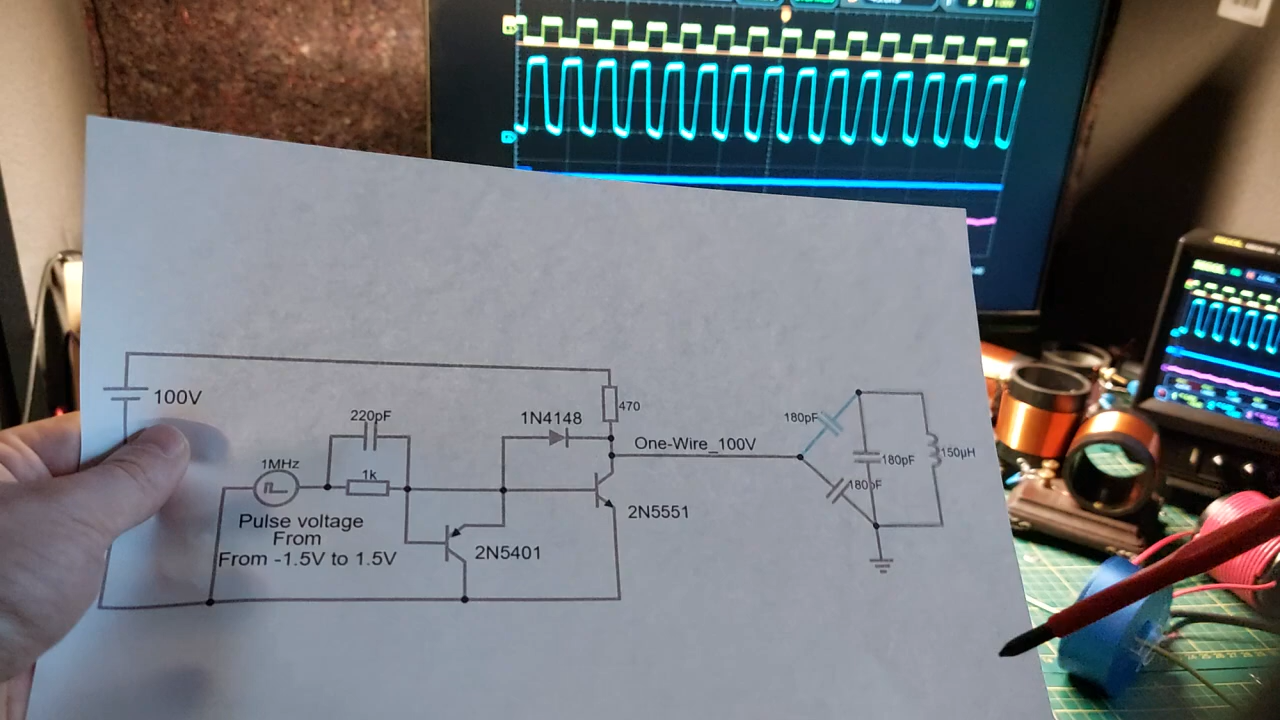 100V
220pF
1k
1MHz
Pulse voltage
From
From -1.5V to 1.5V
1N4148
470
One-Wire_100V
2N5551
2N5401
180pF
180pF
180pF
150µH